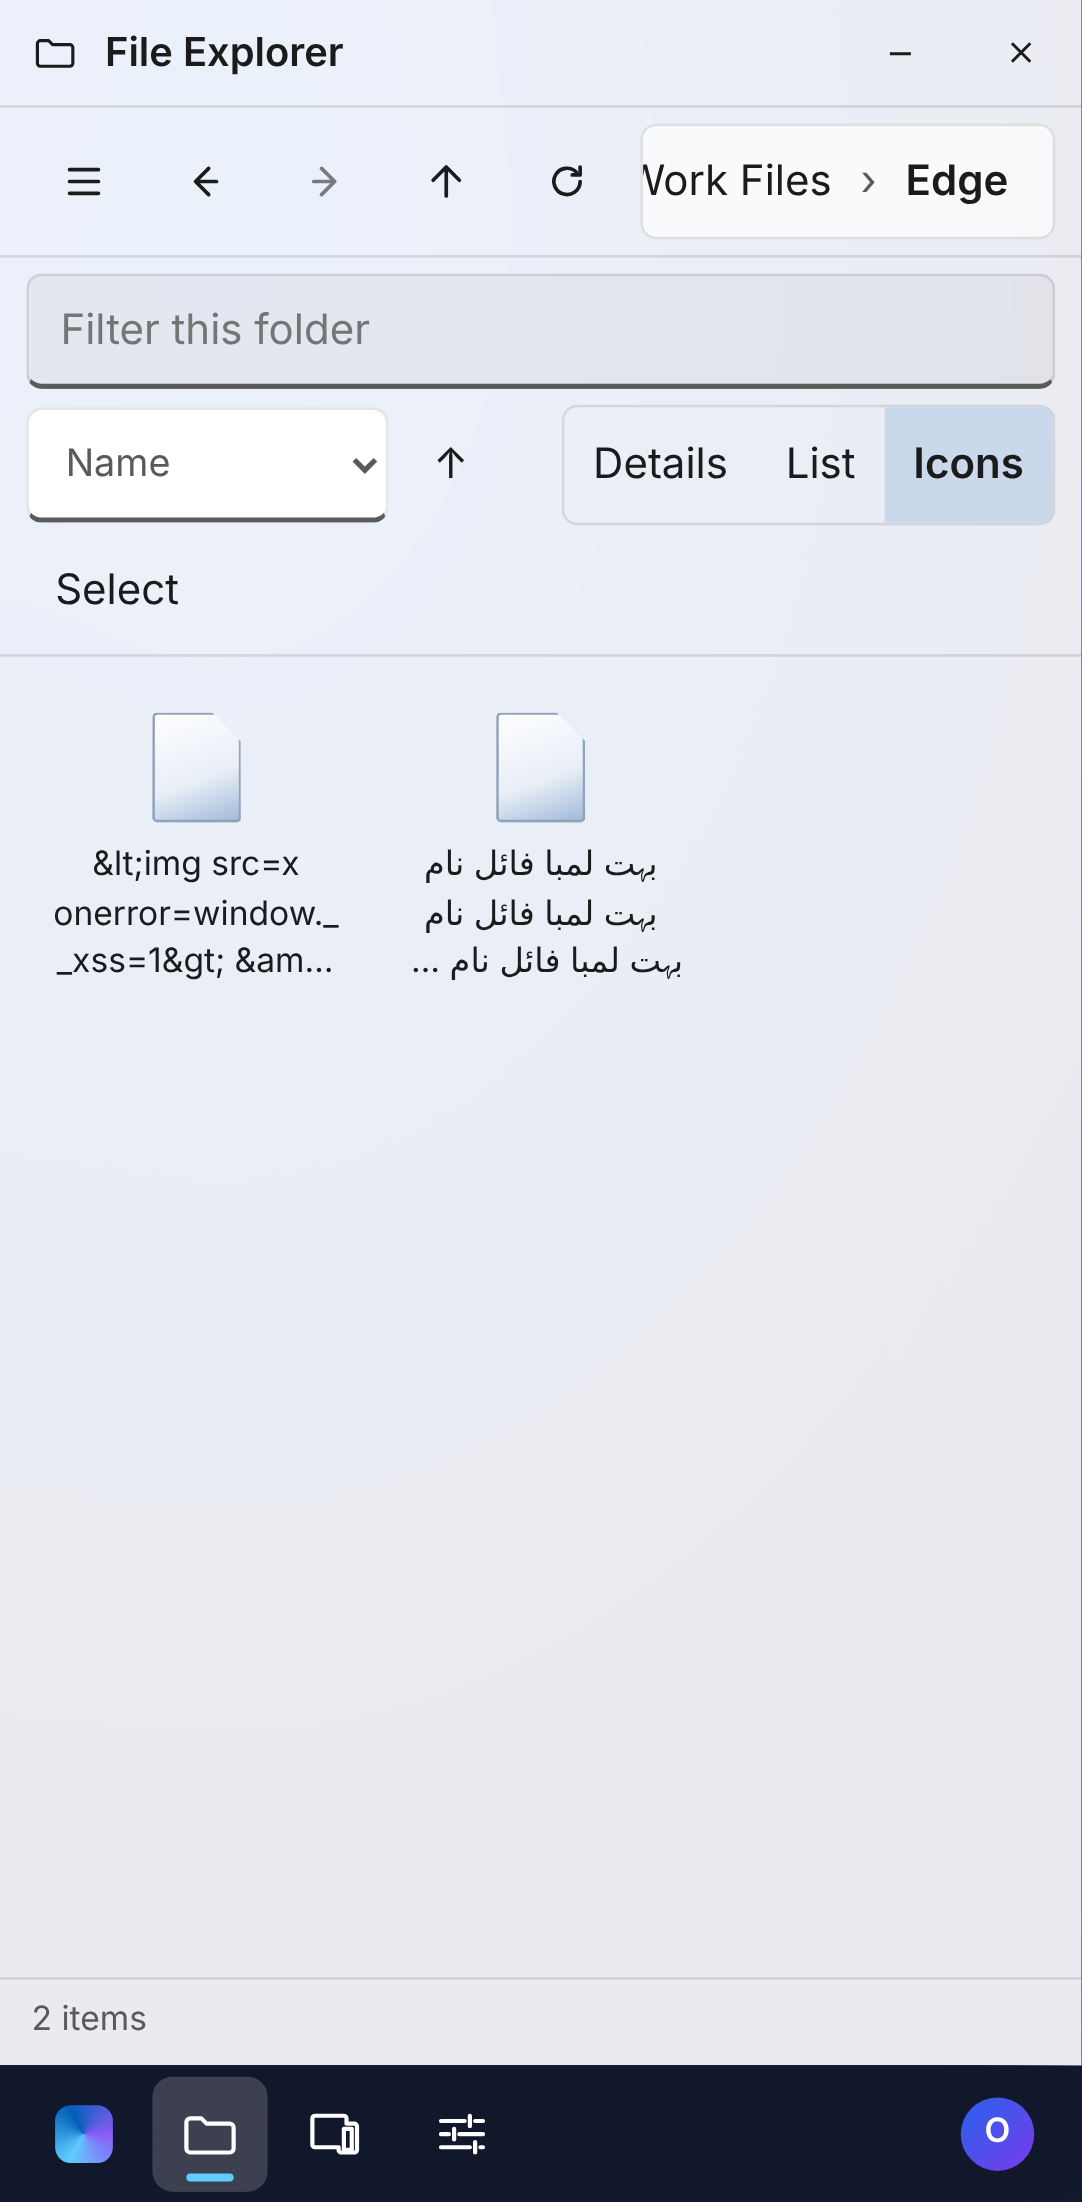 File Explorer
Work Files › Edge
Filter this folder
Name
Details
List
Icons
Select
&lt;img src=x
onerror=window._
_xss=1&gt; &am...
بہت لمبا فائل نام
بہت لمبا فائل نام
بہت لمبا فائل نام ...
2 items
O